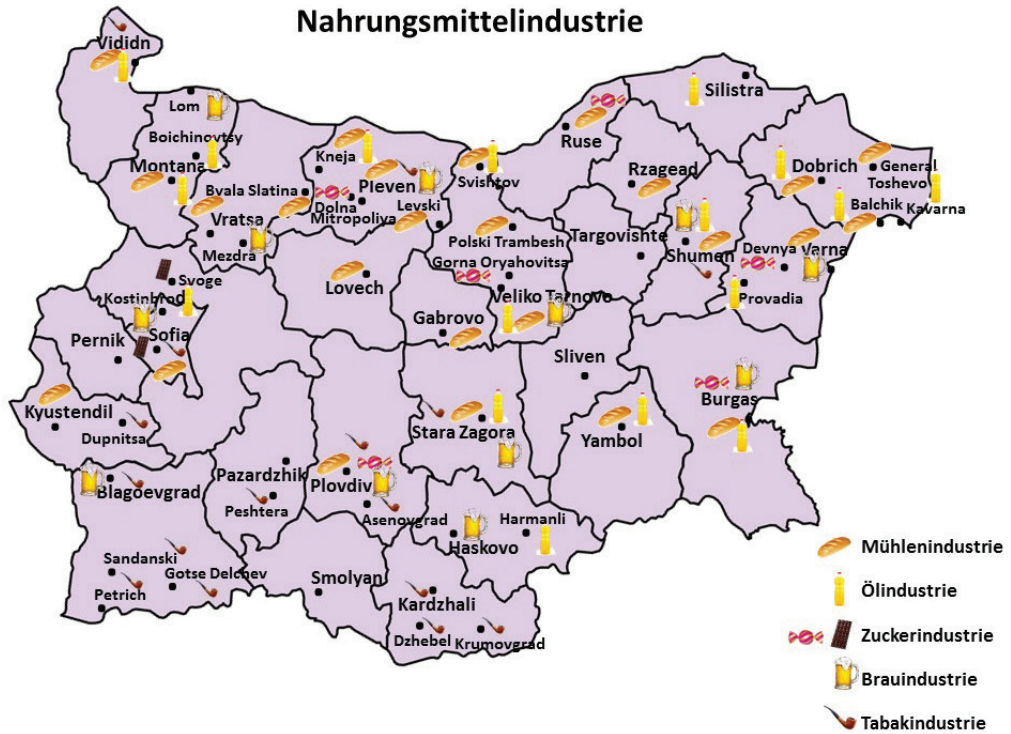 Nahrungsmittelindustrie
Vididn
Lom
Boichinovtsy
Montana
Bvala Slatina
Vratsa
Mezdra
Kneja
Pleven
Dolna
Mitropoliya
Levski
Svishtov
Ruse
Silistra
Rzagead
Dobrich
General
Toshevo
Balchik
Kavarna
Polski Trambesh
Gorna Oryahovitsa
Veliko Tarnovo
Targovishte
Shumen
Devnya
Varna
Provadia
Svoge
Kostinbrod
Sofia
Pernik
Lovech
Gabrovo
Sliven
Burgas
Kyustendil
Dupnitsa
Stara Zagora
Yambol
Blagoevgrad
Pazardzhik
Peshtera
Plovdiv
Asenovgrad
Haskovo
Harmanli
Sandanski
Petrich
Gotse Delchev
Smolyan
Kardzhali
Dzhebel
Krumovgrad
Mühlenindustrie
Ölindustrie
Zuckerindustrie
Brauindustrie
Tabakindustrie